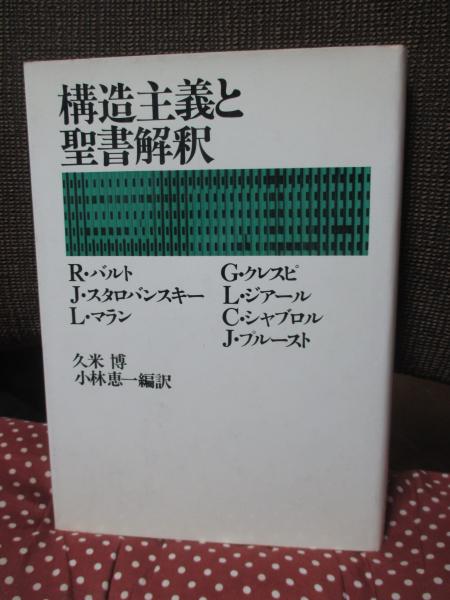 構造主義と
聖書解釈
R・バルト
J・スタロバンスキー
L・マラン
G・クレスピ
L・ジアール
C・シャブロル
J・プルースト
久米 博
小林恵一編訳